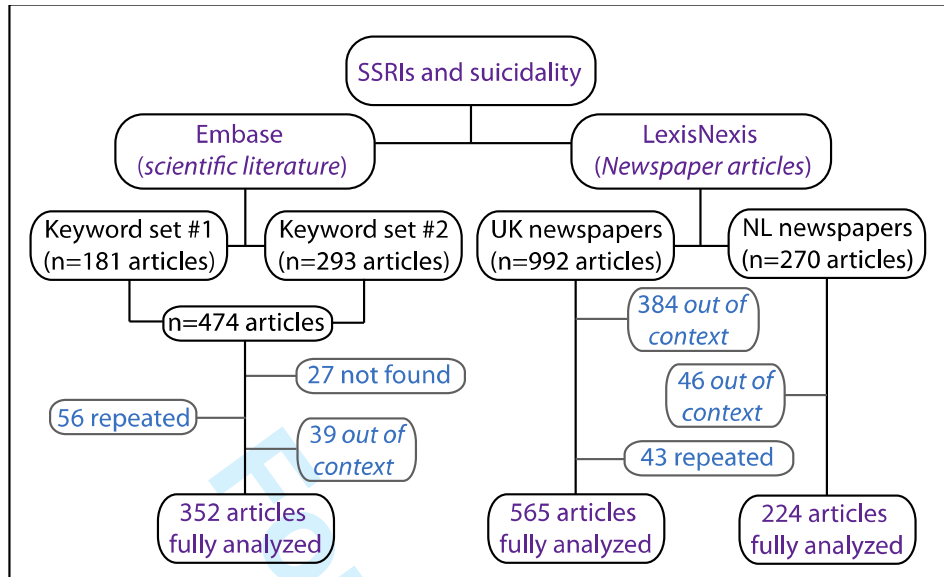 SSRIs and suicidality
Embase
(scientific literature)
LexisNexis
(Newspaper articles)
Keyword set #1
(n=181 articles)
Keyword set #2
(n=293 articles)
UK newspapers
(n=992 articles)
NL newspapers
(n=270 articles)
n=474 articles
384 out of
context
27 not found
46 out of
context
56 repeated
39 out of
context
43 repeated
352 articles
fully analyzed
565 articles
fully analyzed
224 articles
fully analyzed